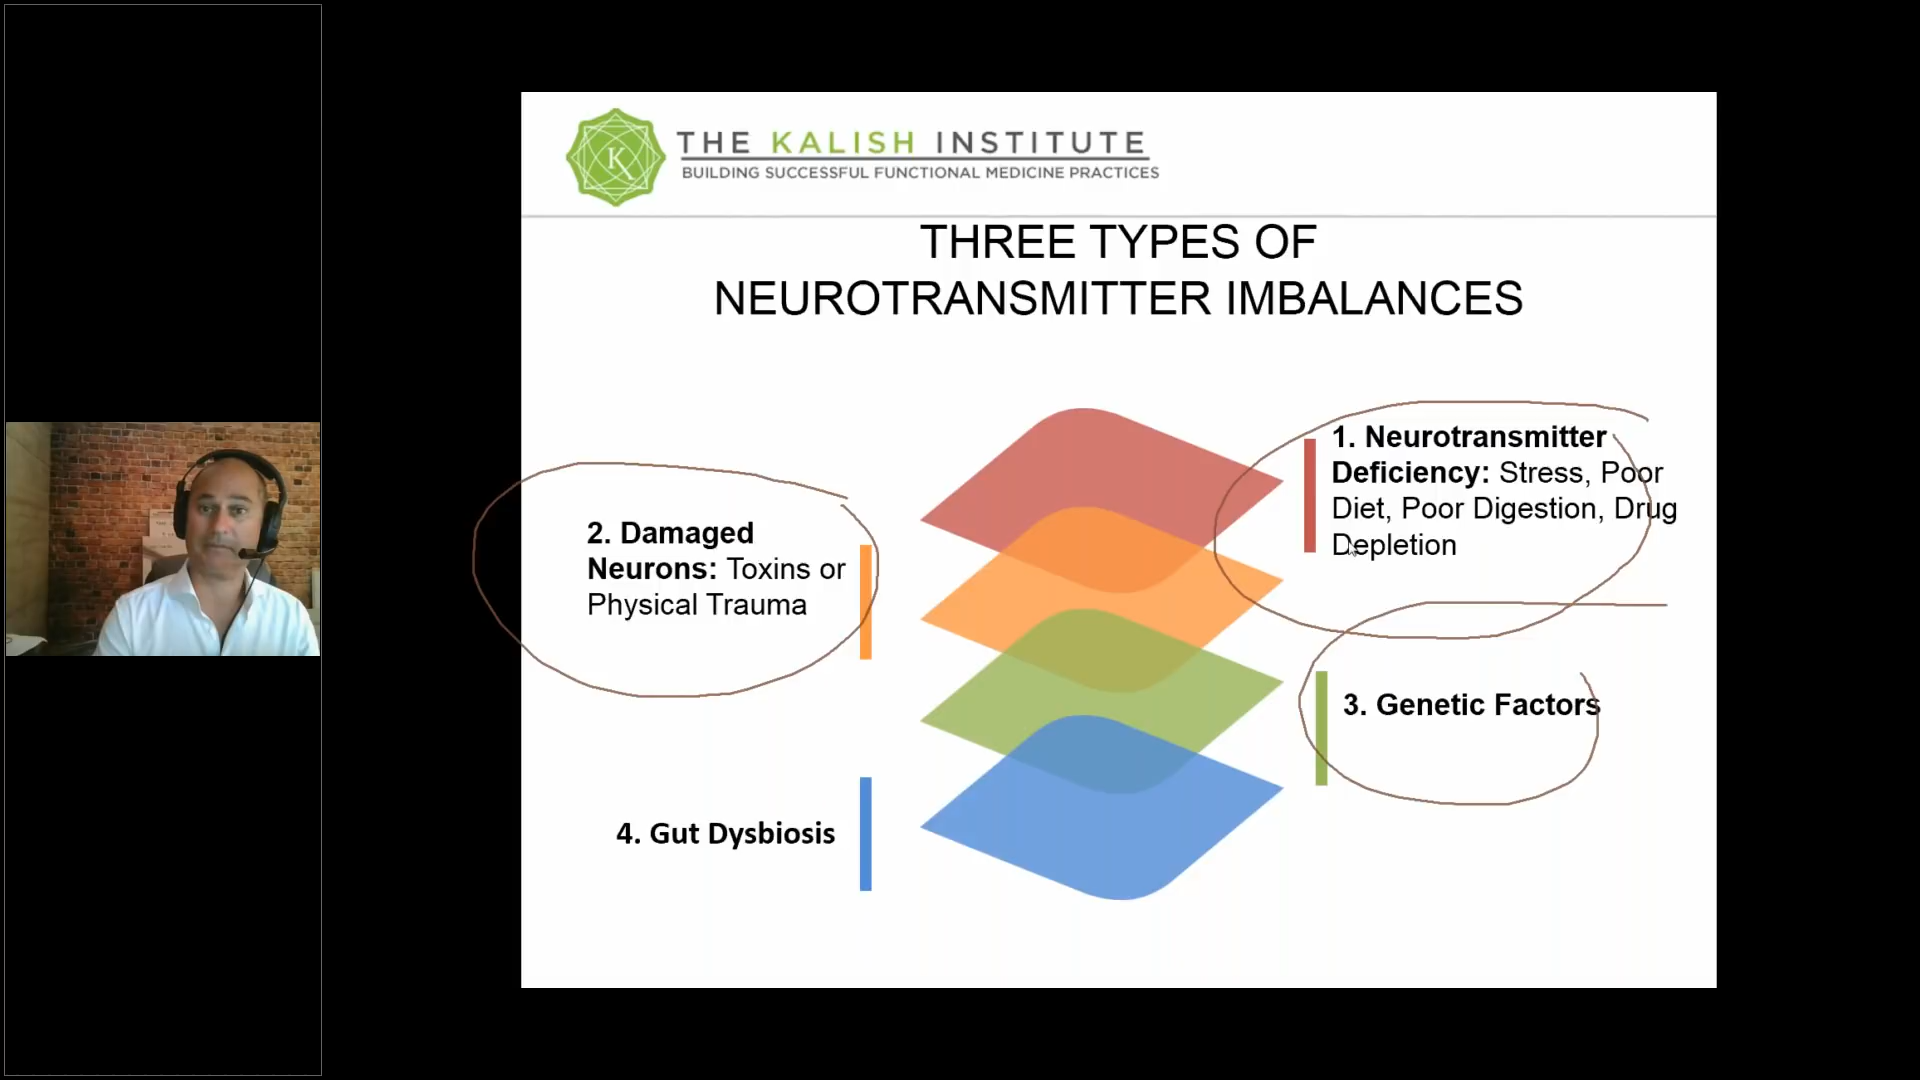 K
THE KALISH INSTITUTE
BUILDING SUCCESSFUL FUNCTIONAL MEDICINE PRACTICES
THREE TYPES OF
NEUROTRANSMITTER IMBALANCES
1. Neurotransmitter
Deficiency: Stress, Poor
Diet, Poor Digestion, Drug
Depletion
2. Damaged
Neurons: Toxins or
Physical Trauma
3. Genetic Factors
4. Gut Dysbiosis